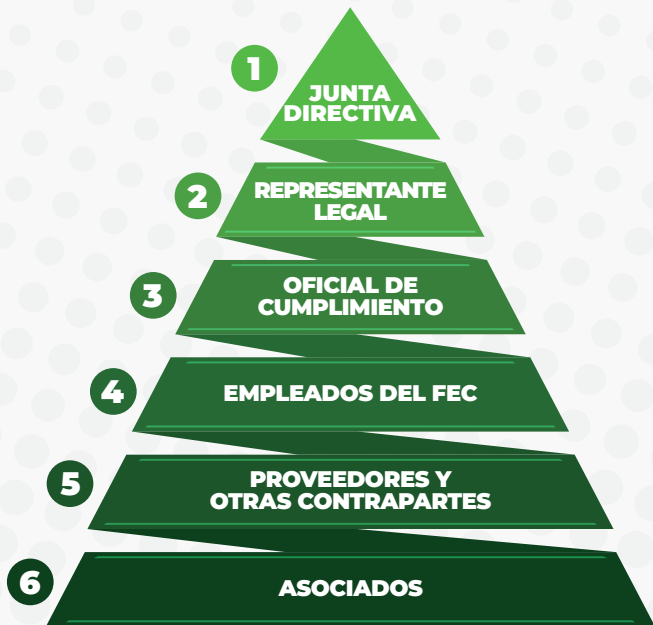 1
JUNTA
DIRECTIVA
2
REPRESENTANTE
LEGAL
3
OFICIAL DE
CUMPLIMIENTO
4
EMPLEADOS DEL FEC
5
PROVEEDORES Y
OTRAS CONTRAPARTES
6
ASOCIADOS